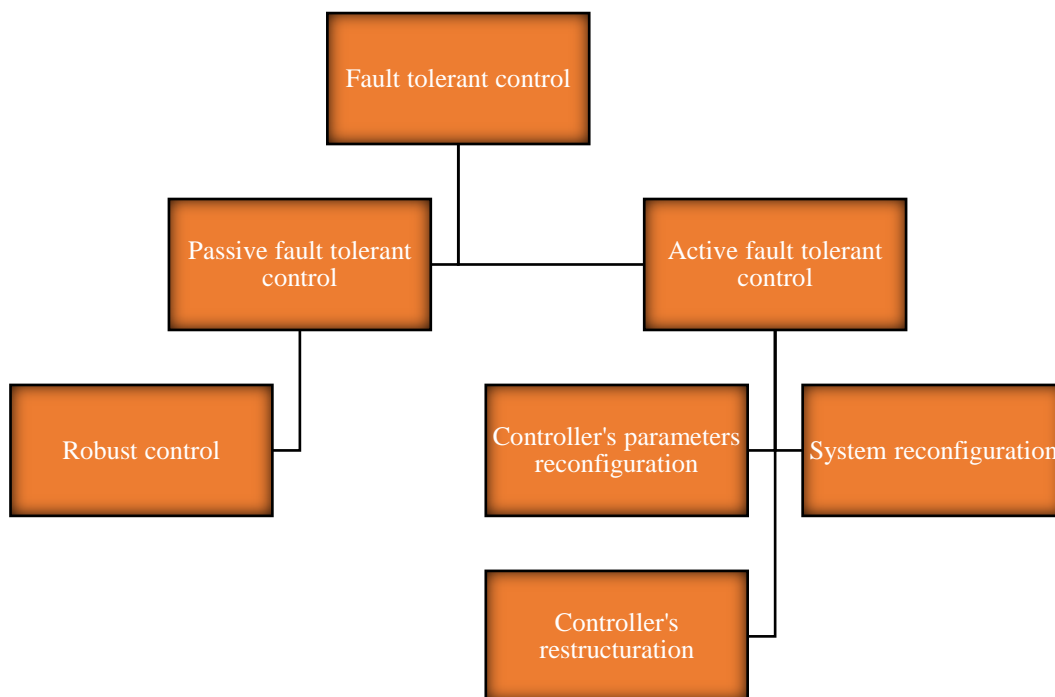 Fault tolerant control
Passive fault tolerant
control
Active fault tolerant
control
Robust control
Controller's parameters
reconfiguration
System reconfiguration
Controller's
restructuration